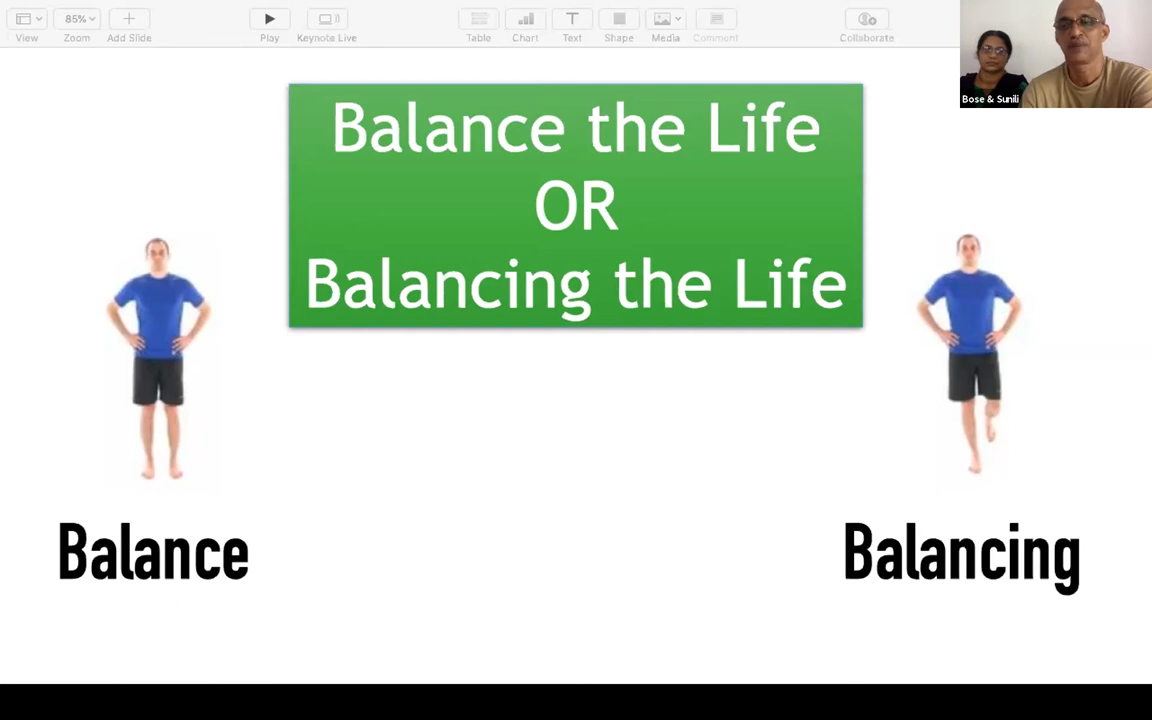 85%
View
Zoom
Add Slide
Play
Keynote Live
Table
Chart
Text
Shape
Media
Comment
Collaborate
Bose & Sunili
Balance the Life
OR
Balancing the Life
Balance
Balancing